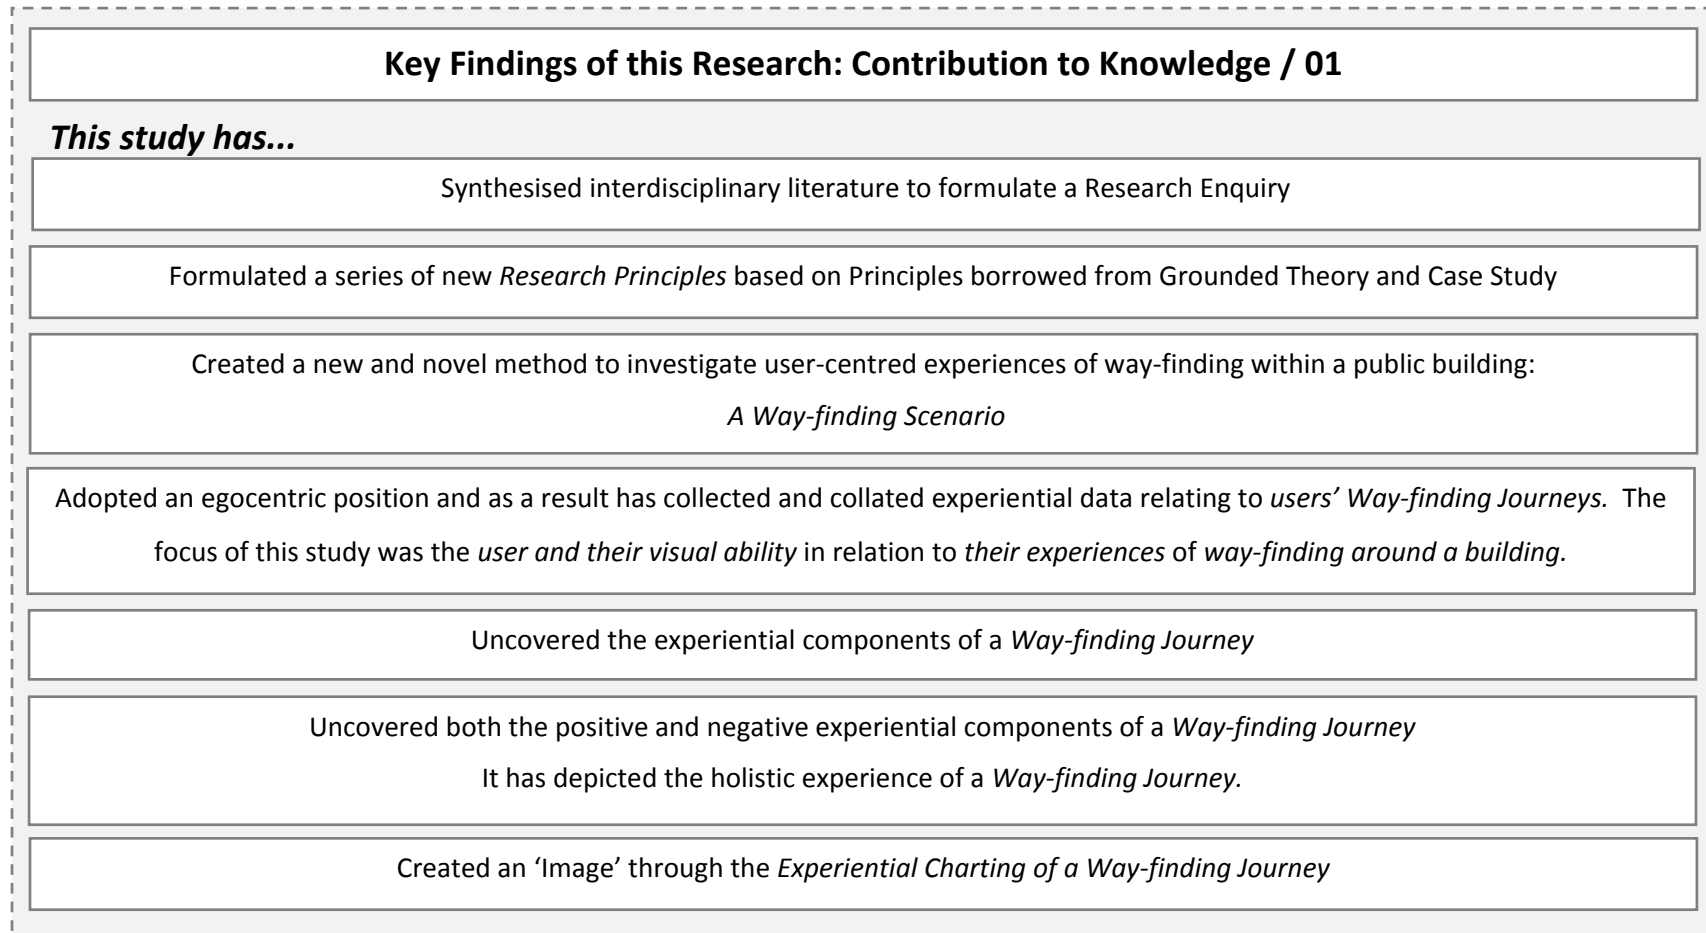 Key Findings of this Research: Contribution to Knowledge / 01
This study has...
Synthesised interdisciplinary literature to formulate a Research Enquiry
Formulated a series of new Research Principles based on Principles borrowed from Grounded Theory and Case Study
Created a new and novel method to investigate user-centred experiences of way-finding within a public building:
A Way-finding Scenario
Adopted an egocentric position and as a result has collected and collated experiential data relating to users’ Way-finding Journeys. The
focus of this study was the user and their visual ability in relation to their experiences of way-finding around a building.
Uncovered the experiential components of a Way-finding Journey
Uncovered both the positive and negative experiential components of a Way-finding Journey
It has depicted the holistic experience of a Way-finding Journey.
Created an ‘Image’ through the Experiential Charting of a Way-finding Journey